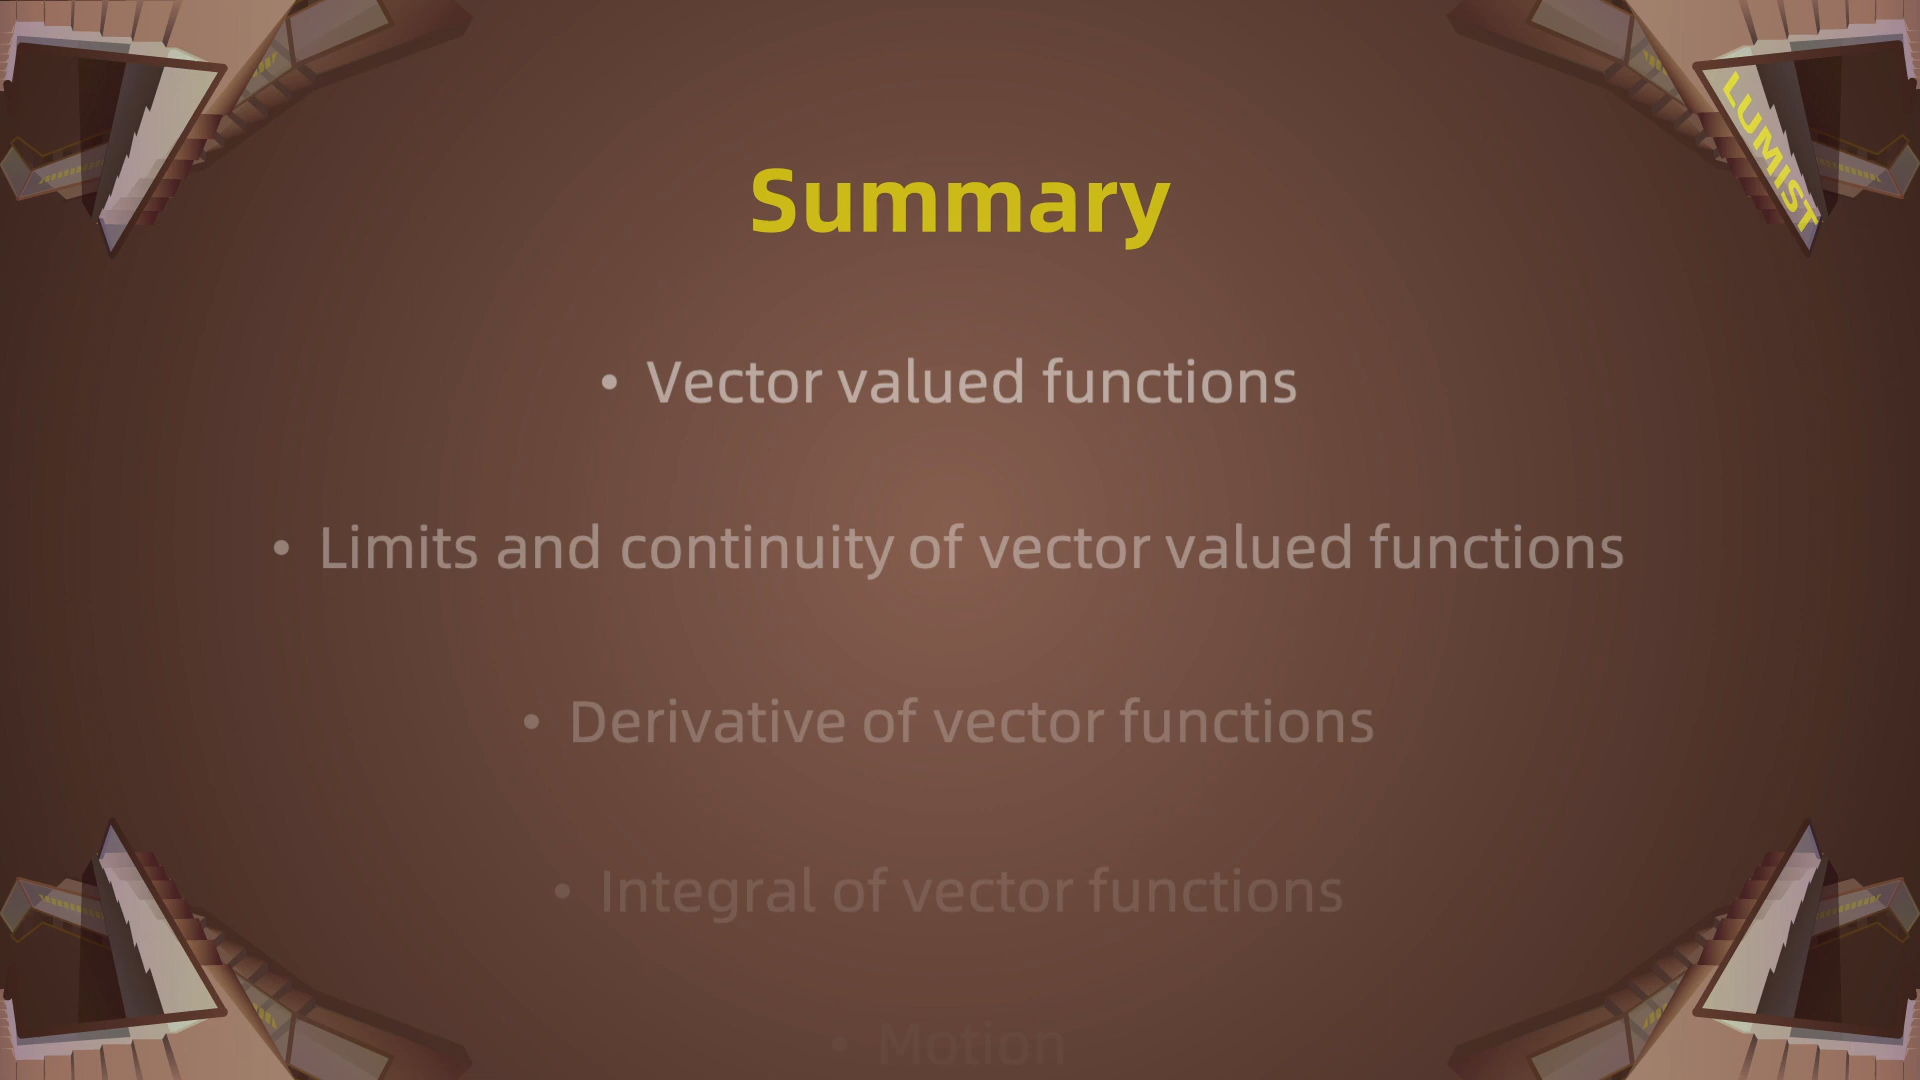 LUMIST
Summary
• Vector valued functions
• Limits and continuity of vector valued functions
• Derivative of vector functions
• Integral of vector functions
• Motion